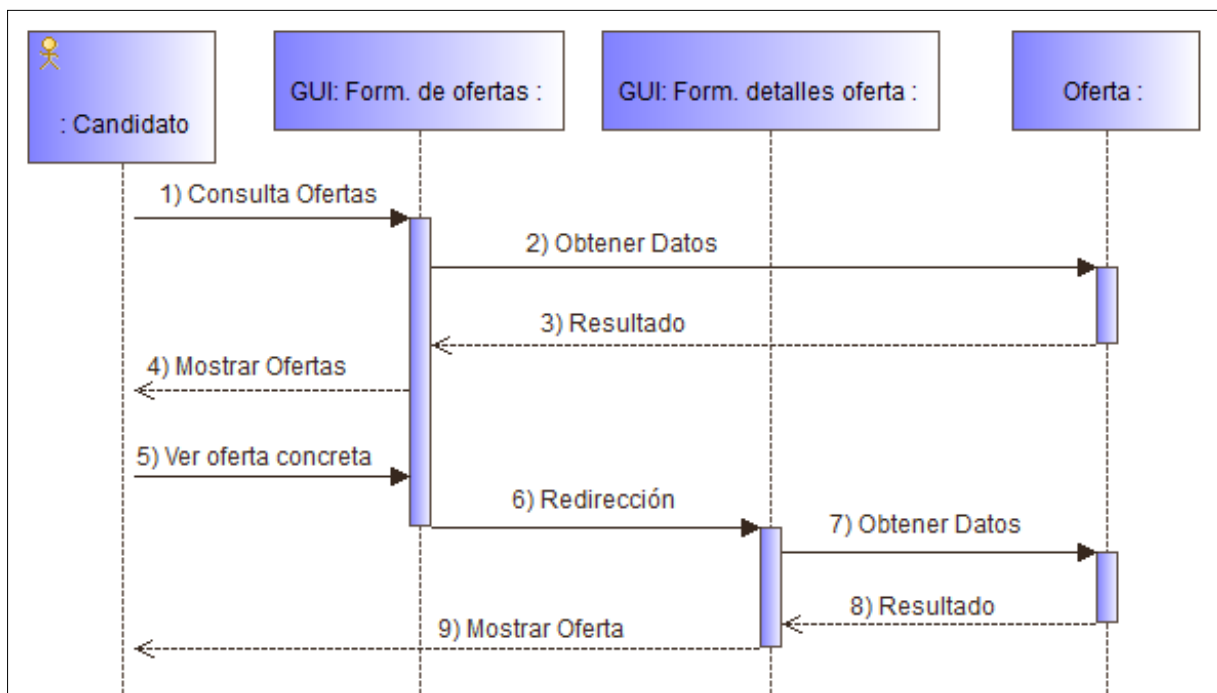 : Candidato
GUI: Form. de ofertas :
GUI: Form. detalles oferta :
Oferta :
1) Consulta Ofertas
2) Obtener Datos
3) Resultado
4) Mostrar Ofertas
5) Ver oferta concreta
6) Redirección
7) Obtener Datos
8) Resultado
9) Mostrar Oferta